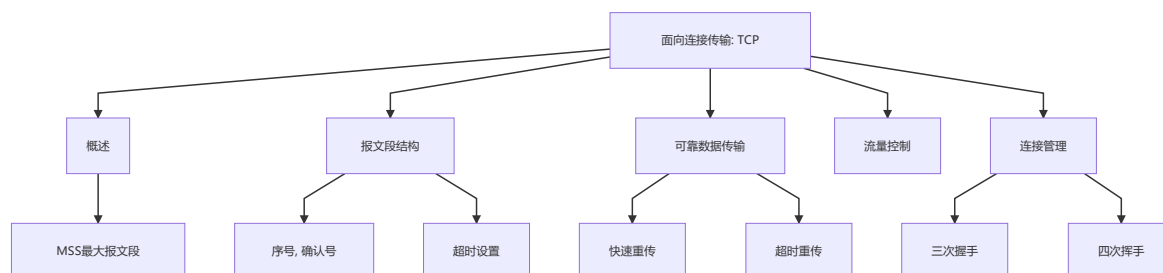 面向连接传输: TCP
概述
报文段结构
可靠数据传输
流量控制
连接管理
MSS最大报文段
序号, 确认号
超时设置
快速重传
超时重传
三次握手
四次挥手